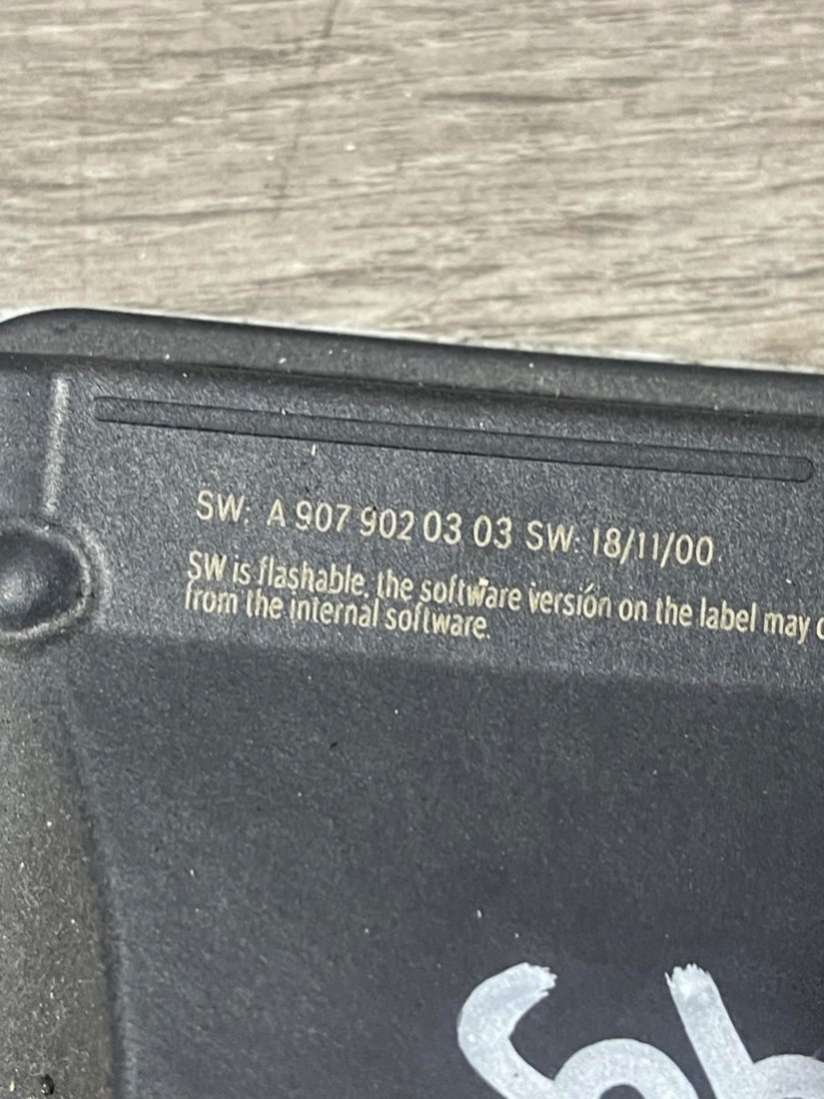 SW: A 907 902 03 03 SW: 18/11/00
SW is flashable, the software version on the label may
from the internal software.